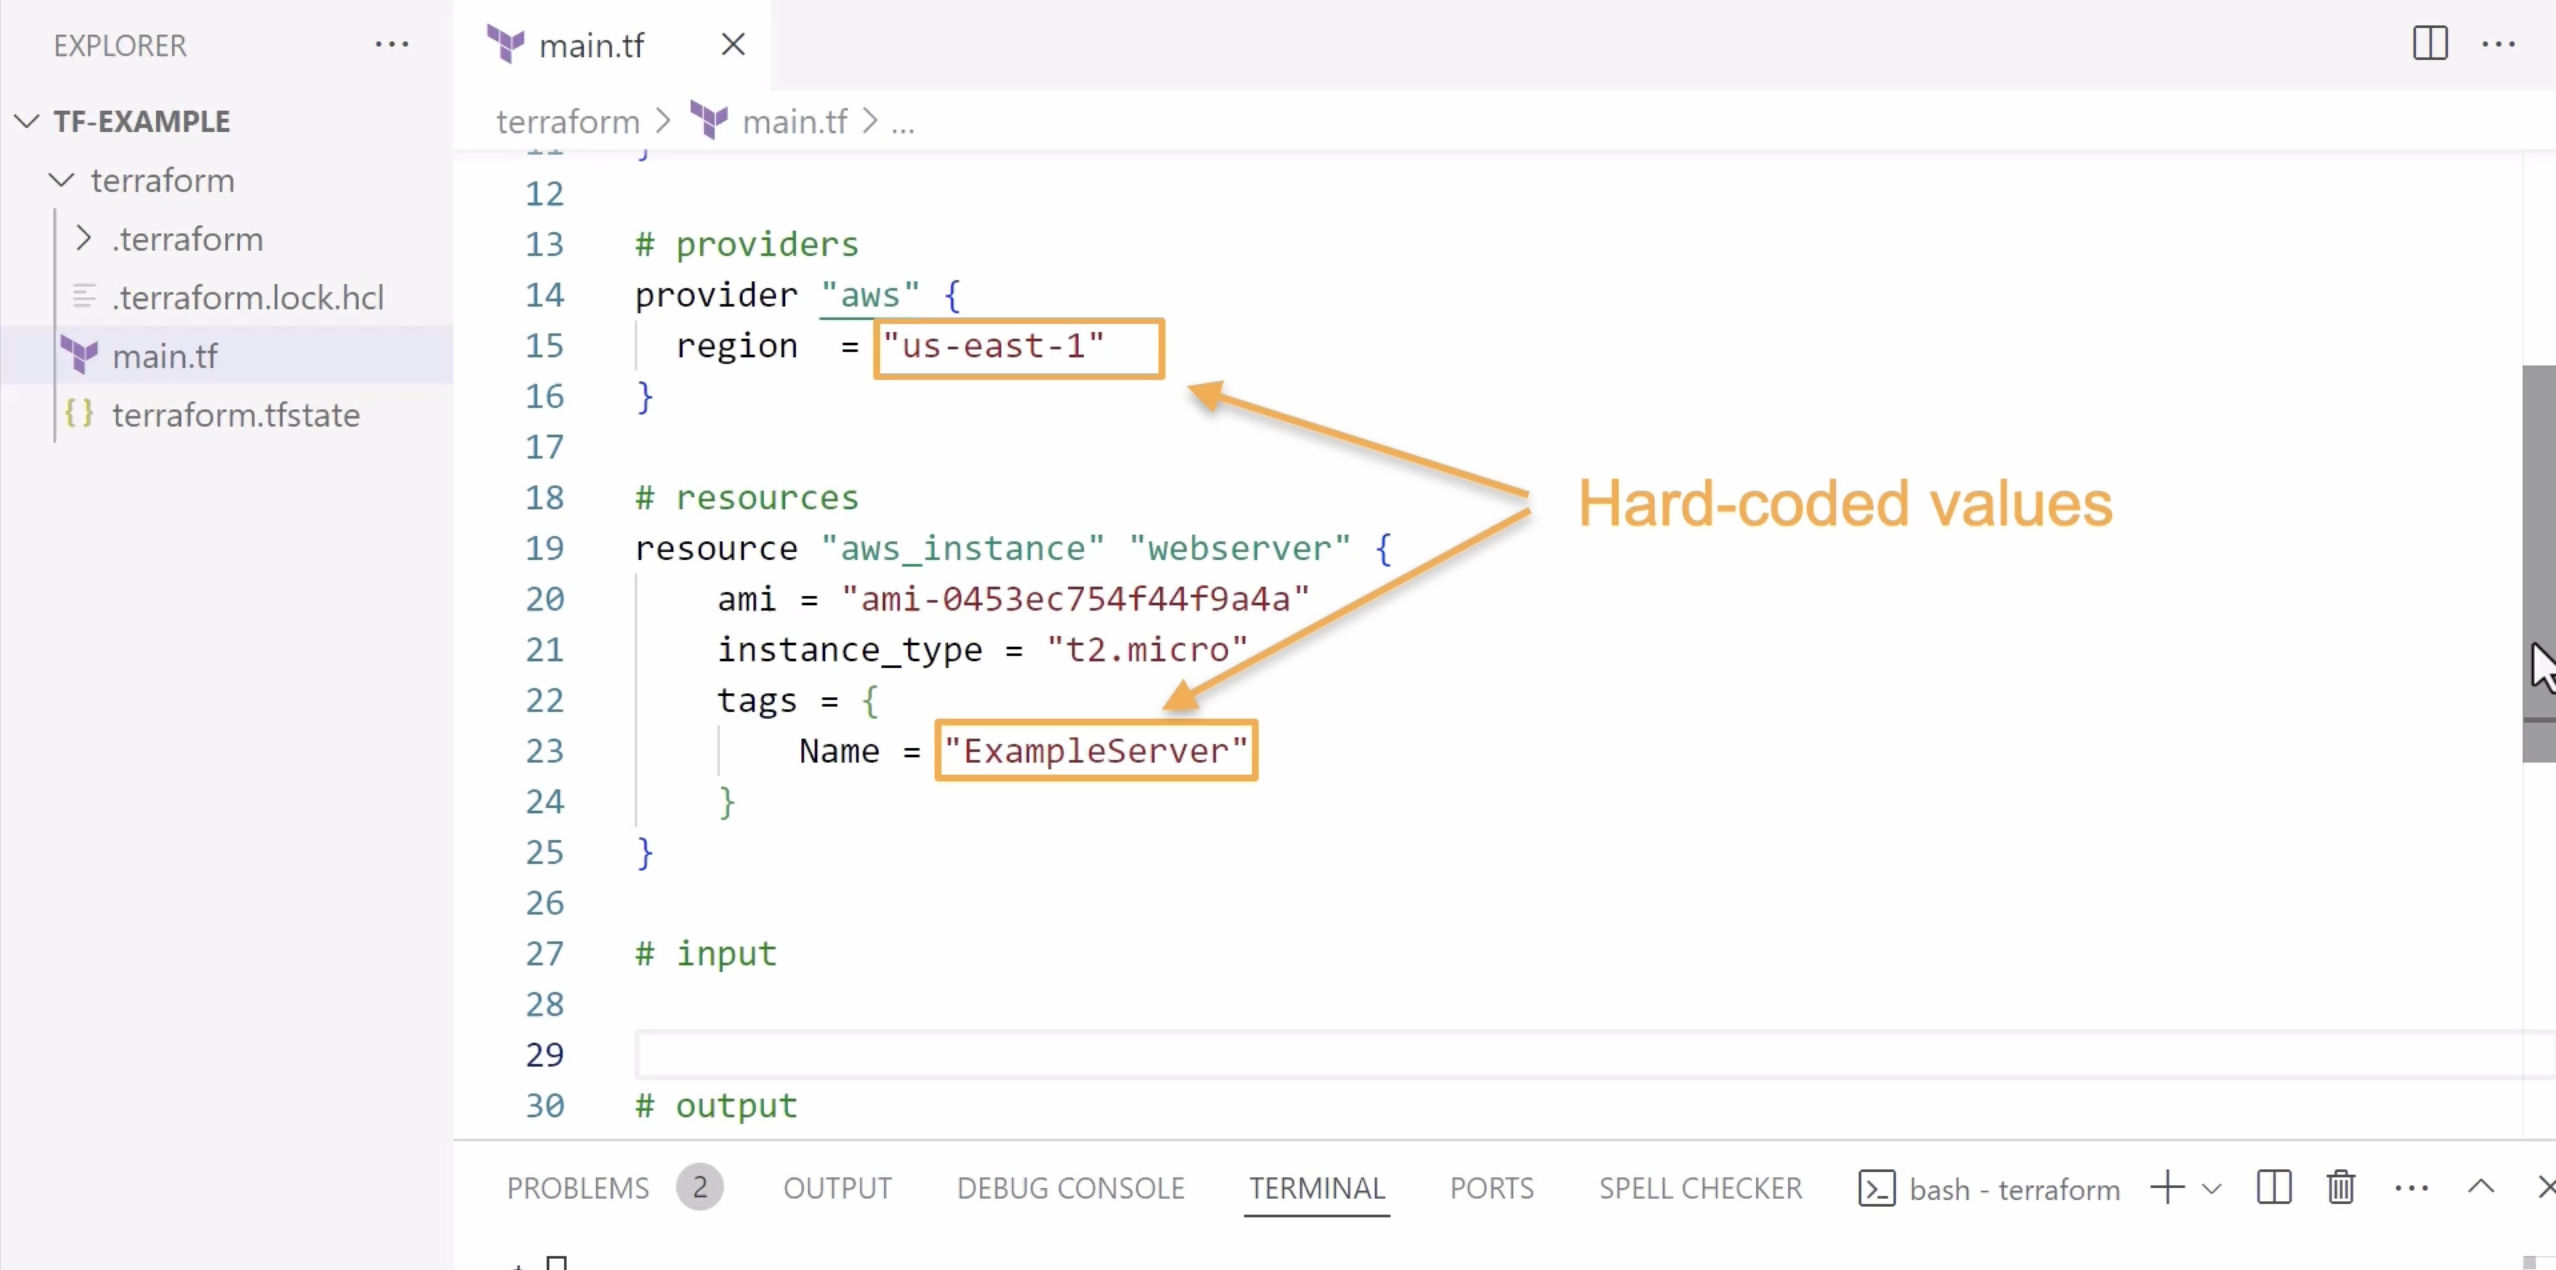 EXPLORER ...
TF-EXAMPLE
terraform
.terraform
.terraform.lock.hcl
main.tf
terraform.tfstate
main.tf
terraform > main.tf > ...
11 }
12
13 # providers
14 provider "aws" {
15 region = "us-east-1"
16 }
17
18 # resources
19 resource "aws_instance" "webserver" {
20 ami = "ami-0453ec754f44f9a4a"
21 instance_type = "t2.micro"
22 tags = {
23 Name = "ExampleServer"
24 }
25 }
26
27 # input
28
29
30 # output
Hard-coded values
PROBLEMS 2 OUTPUT DEBUG CONSOLE TERMINAL PORTS SPELL CHECKER bash - terraform